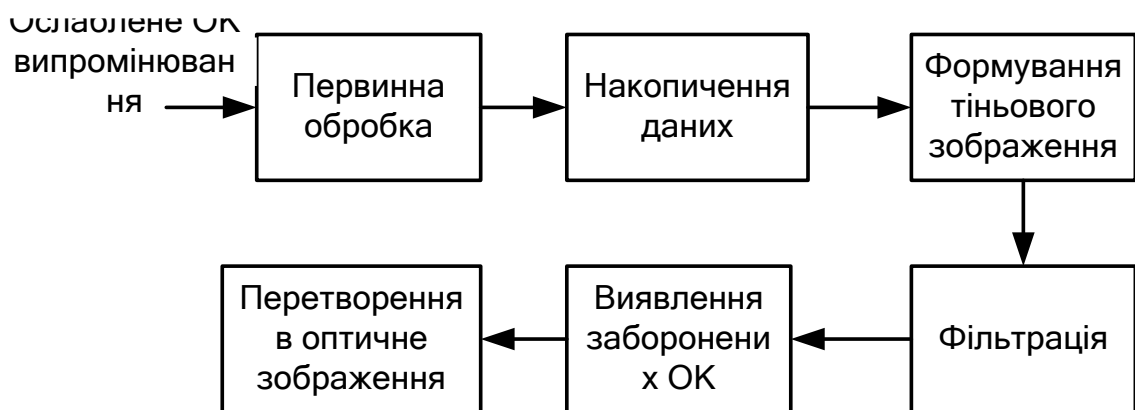 Ослаблене ОК
випромінюван
ня
Первинна
обробка
Накопичення
даних
Формування
тіньового
зображення
Перетворення
в оптичне
зображення
Виявлення
заборонени
х ОК
Фільтрація